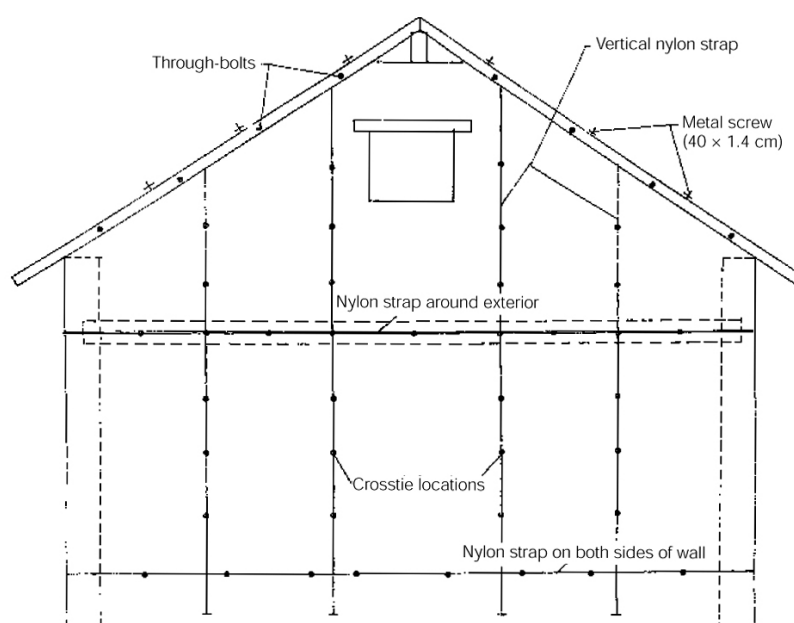 Through-bolts
Vertical nylon strap
Metal screw
(40 × 1.4 cm)
Nylon strap around exterior
Crosstie locations
Nylon strap on both sides of wall